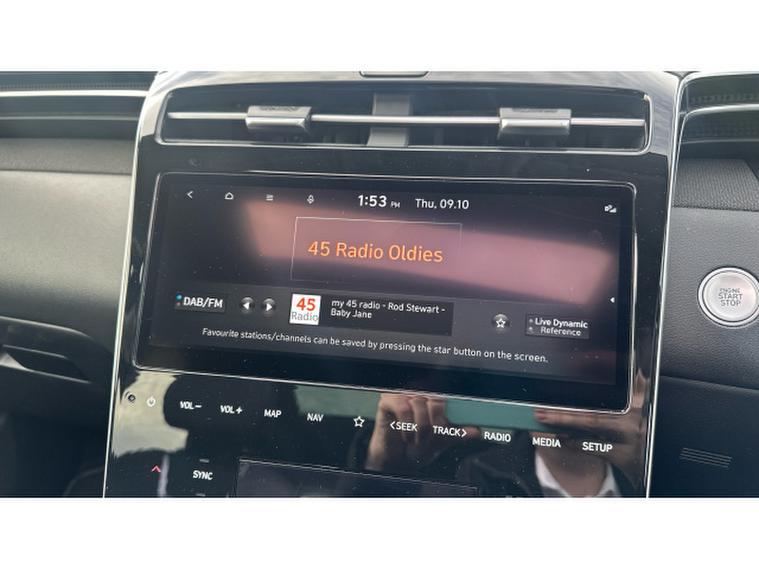 1:53 PM Thu, 09.10
45 Radio Oldies
DAB/FM
45
Radio
my 45 radio - Rod Stewart -
Baby Jane
Live Dynamic
Reference
Favourite stations/channels can be saved by pressing the star button on the screen.
VOL− VOL+ MAP NAV <SEEK TRACK> RADIO MEDIA SETUP
SYNC
ENGINE
START
STOP